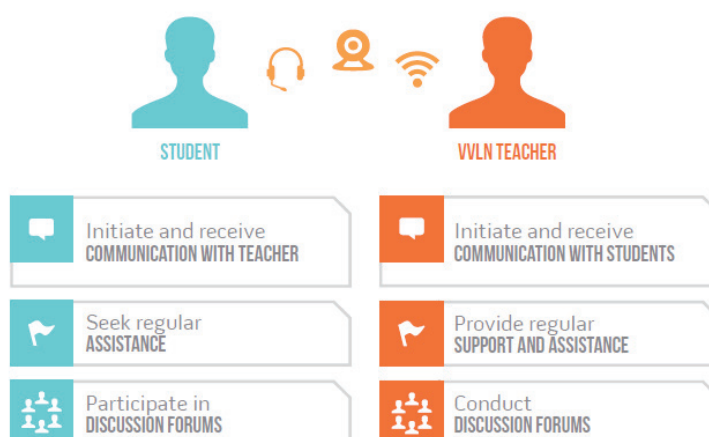 STUDENT
VVLN TEACHER
Initiate and receive
COMMUNICATION WITH TEACHER
Initiate and receive
COMMUNICATION WITH STUDENTS
Seek regular
ASSISTANCE
Provide regular
SUPPORT AND ASSISTANCE
Participate in
DISCUSSION FORUMS
Conduct
DISCUSSION FORUMS